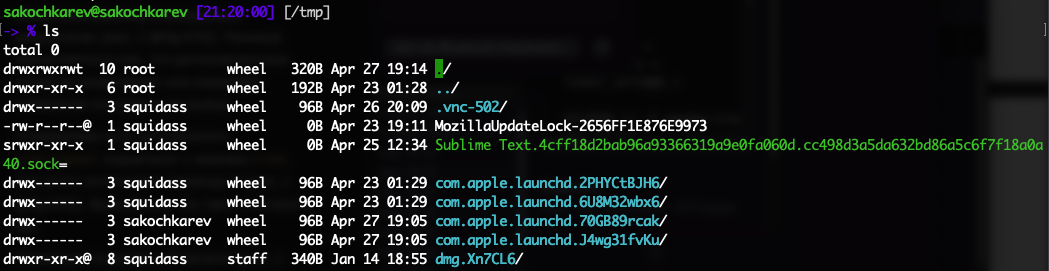 sakochkarev@sakochkarev [21:20:00] [/tmp]
-> % ls
total 0
drwxrwxrwt  10 root         wheel   320B Apr 27 19:14 ./
drwxr-xr-x   6 root         wheel   192B Apr 23 01:28 ../
drwx------   3 squidass     wheel    96B Apr 26 20:09 .vnc-502/
-rw-r--r--@  1 squidass     wheel     0B Apr 23 19:11 MozillaUpdateLock-2656FF1E876E9973
srwxr-xr-x   1 squidass     wheel     0B Apr 25 12:34 Sublime Text.4cff18d2bab96a93366319a9e0fa060d.cc498d3a5da632bd86a5c6f7f18a0a
40.sock=
drwx------   3 squidass     wheel    96B Apr 23 01:29 com.apple.launchd.2PHYCtBJH6/
drwx------   3 squidass     wheel    96B Apr 23 01:29 com.apple.launchd.6U8M32wbx6/
drwx------   3 sakochkarev  wheel    96B Apr 27 19:05 com.apple.launchd.70GB89rcak/
drwx------   3 sakochkarev  wheel    96B Apr 27 19:05 com.apple.launchd.J4wg31fvKu/
drwxr-xr-x@  8 squidass     staff   340B Jan 14 18:55 dmg.Xn7CL6/